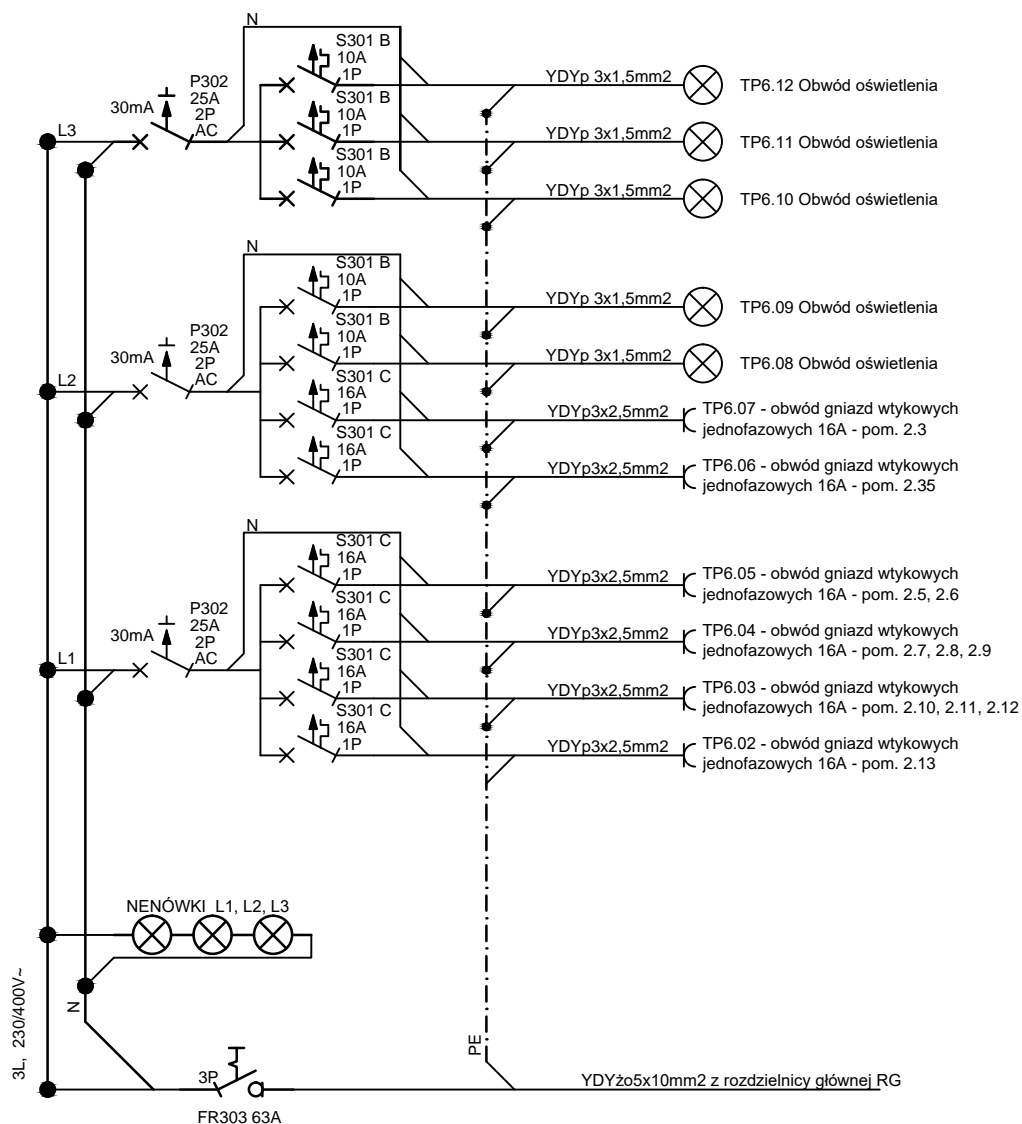 N
S301 B
10A
1P
P302
25A
2P
AC
30mA
L3
YDYp 3x1,5mm2
TP6.12 Obwód oświetlenia
S301 B
10A
1P
YDYp 3x1,5mm2
TP6.11 Obwód oświetlenia
S301 B
10A
1P
YDYp 3x1,5mm2
TP6.10 Obwód oświetlenia
N
S301 B
10A
1P
P302
25A
2P
AC
30mA
L2
YDYp 3x1,5mm2
TP6.09 Obwód oświetlenia
S301 B
10A
1P
YDYp 3x1,5mm2
TP6.08 Obwód oświetlenia
S301 C
16A
1P
YDYp3x2,5mm2
TP6.07 - obwód gniazd wtykowych
jednofazowych 16A - pom. 2.3
S301 C
16A
1P
YDYp3x2,5mm2
TP6.06 - obwód gniazd wtykowych
jednofazowych 16A - pom. 2.35
N
S301 C
16A
1P
P302
25A
2P
AC
30mA
L1
YDYp3x2,5mm2
TP6.05 - obwód gniazd wtykowych
jednofazowych 16A - pom. 2.5, 2.6
S301 C
16A
1P
YDYp3x2,5mm2
TP6.04 - obwód gniazd wtykowych
jednofazowych 16A - pom. 2.7, 2.8, 2.9
S301 C
16A
1P
YDYp3x2,5mm2
TP6.03 - obwód gniazd wtykowych
jednofazowych 16A - pom. 2.10, 2.11, 2.12
S301 C
16A
1P
YDYp3x2,5mm2
TP6.02 - obwód gniazd wtykowych
jednofazowych 16A - pom. 2.13
NENÓWKI L1, L2, L3
3L, 230/400V~
N
PE
3P
FR303 63A
YDYżo5x10mm2 z rozdzielnicy głównej RG